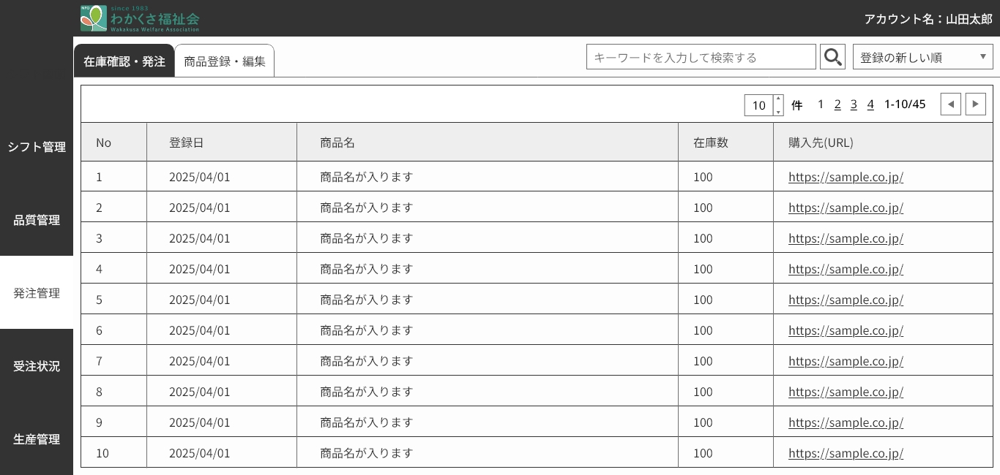 NPO
since 1983
わかくさ福祉会
Wakakusa Welfare Association
アカウント名：山田太郎
在庫確認・発注 商品登録・編集 キーワードを入力して検索する 登録の新しい順 ▼
シフト管理
品質管理
発注管理
受注状況
生産管理
10 件 1 2 3 4 1-10/45 ◀ ▶
No 登録日 商品名 在庫数 購入先(URL)
1 2025/04/01 商品名が入ります 100 https://sample.co.jp/
2 2025/04/01 商品名が入ります 100 https://sample.co.jp/
3 2025/04/01 商品名が入ります 100 https://sample.co.jp/
4 2025/04/01 商品名が入ります 100 https://sample.co.jp/
5 2025/04/01 商品名が入ります 100 https://sample.co.jp/
6 2025/04/01 商品名が入ります 100 https://sample.co.jp/
7 2025/04/01 商品名が入ります 100 https://sample.co.jp/
8 2025/04/01 商品名が入ります 100 https://sample.co.jp/
9 2025/04/01 商品名が入ります 100 https://sample.co.jp/
10 2025/04/01 商品名が入ります 100 https://sample.co.jp/